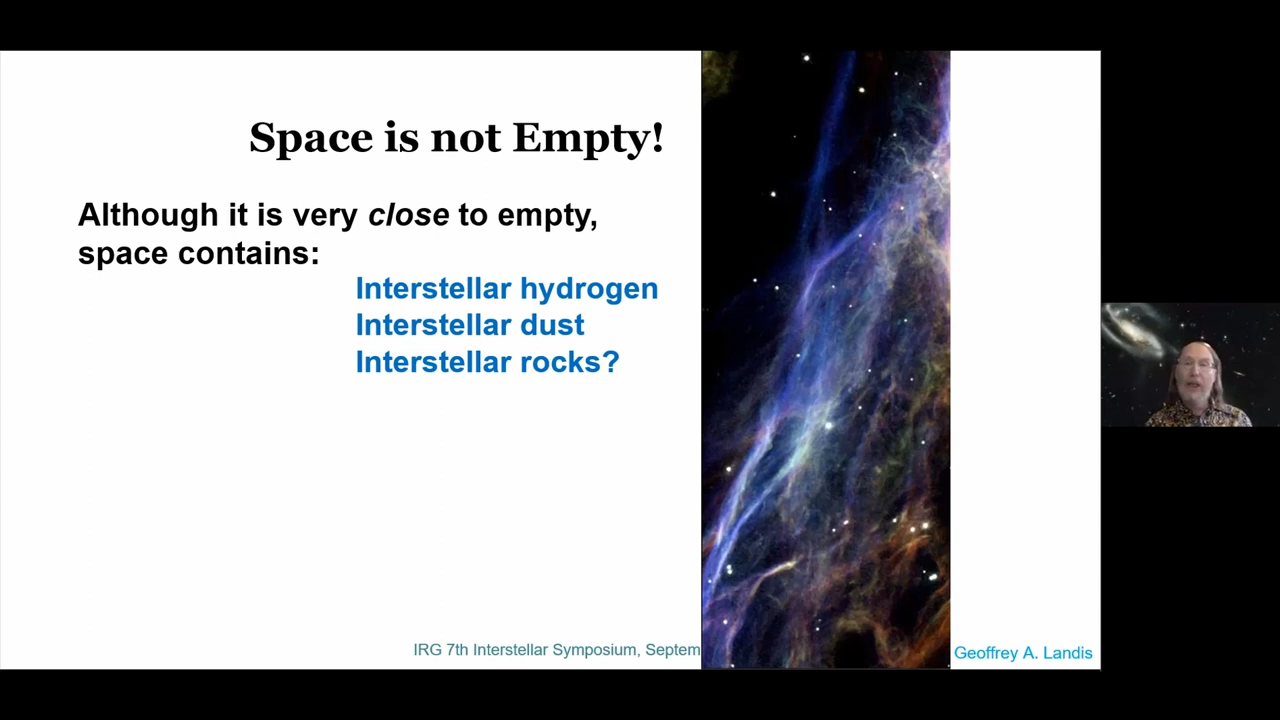 Space is not Empty!
Although it is very close to empty,
space contains:
Interstellar hydrogen
Interstellar dust
Interstellar rocks?
IRG 7th Interstellar Symposium, Septem
Geoffrey A. Landis